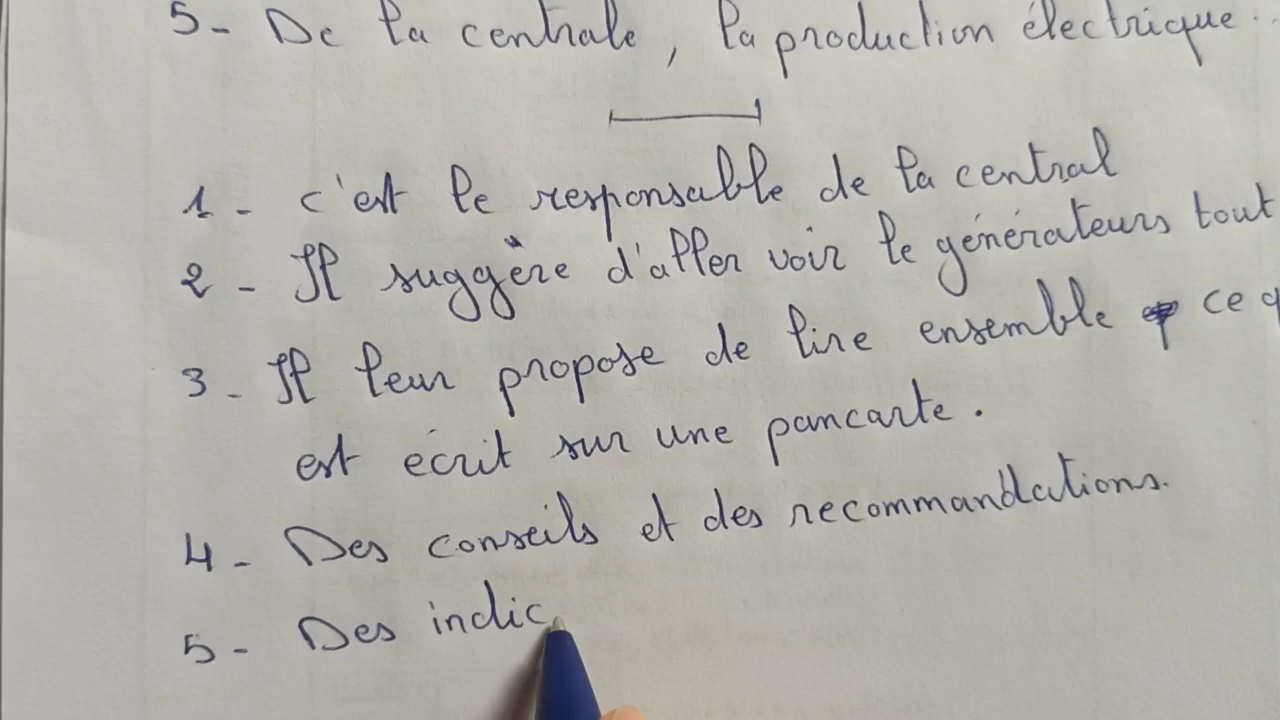 5- De la centrale, la production électrique.
1- c'est le responsable de la central
2- Il suggère d'aller voir le générateurs tout
3- Il leur propose de lire ensemble ce q
est écrit sur une pancarte.
4- Des conseils et des recommandations.
5- Des indic